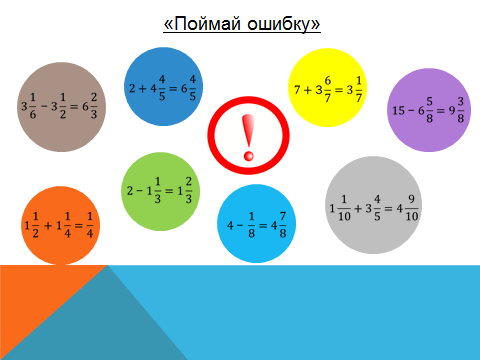 «Поймай ошибку»
3 1/6 − 3 1/2 = 6 2/3
2 + 4 4/5 = 6 4/5
7 + 3 6/7 = 3 1/7
15 − 6 5/8 = 9 3/8
!
1 1/2 + 1 1/4 = 1/4
2 − 1 1/3 = 1 2/3
4 − 1/8 = 4 7/8
1 1/10 + 3 4/5 = 4 9/10